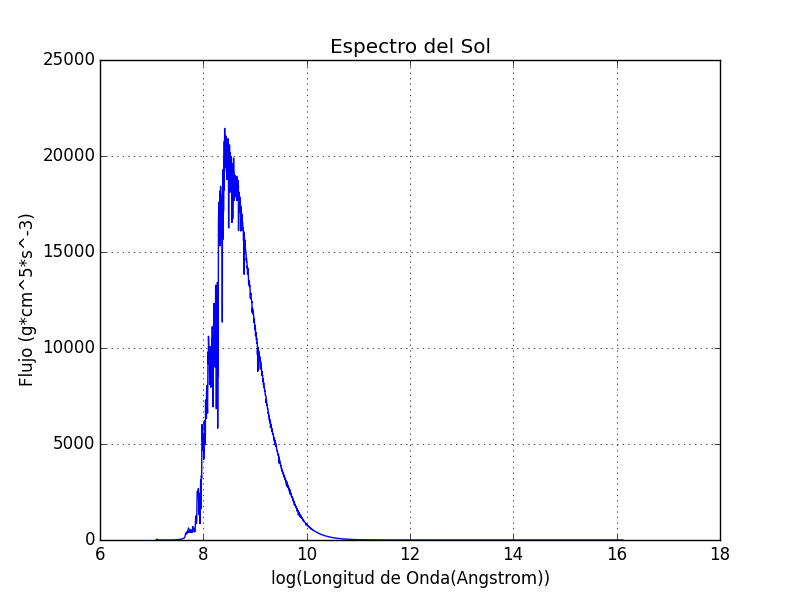 Espectro del Sol
25000
20000
15000
10000
5000
0
Flujo (g*cm^5*s^-3)
6 8 10 12 14 16 18
log(Longitud de Onda(Angstrom))